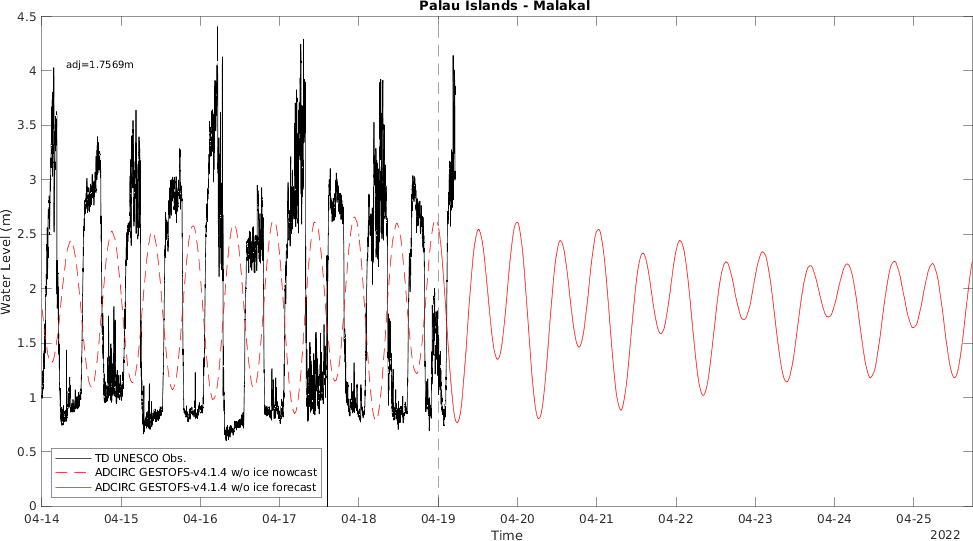 Palau Islands - Malakal
4.5
4
3.5
3
2.5
2
1.5
1
0.5
0
Water Level (m)
adj=1.7569m
TD UNESCO Obs.
ADCIRC GESTOFS-v4.1.4 w/o ice nowcast
ADCIRC GESTOFS-v4.1.4 w/o ice forecast
04-14 04-15 04-16 04-17 04-18 04-19 04-20 04-21 04-22 04-23 04-24 04-25
Time
2022